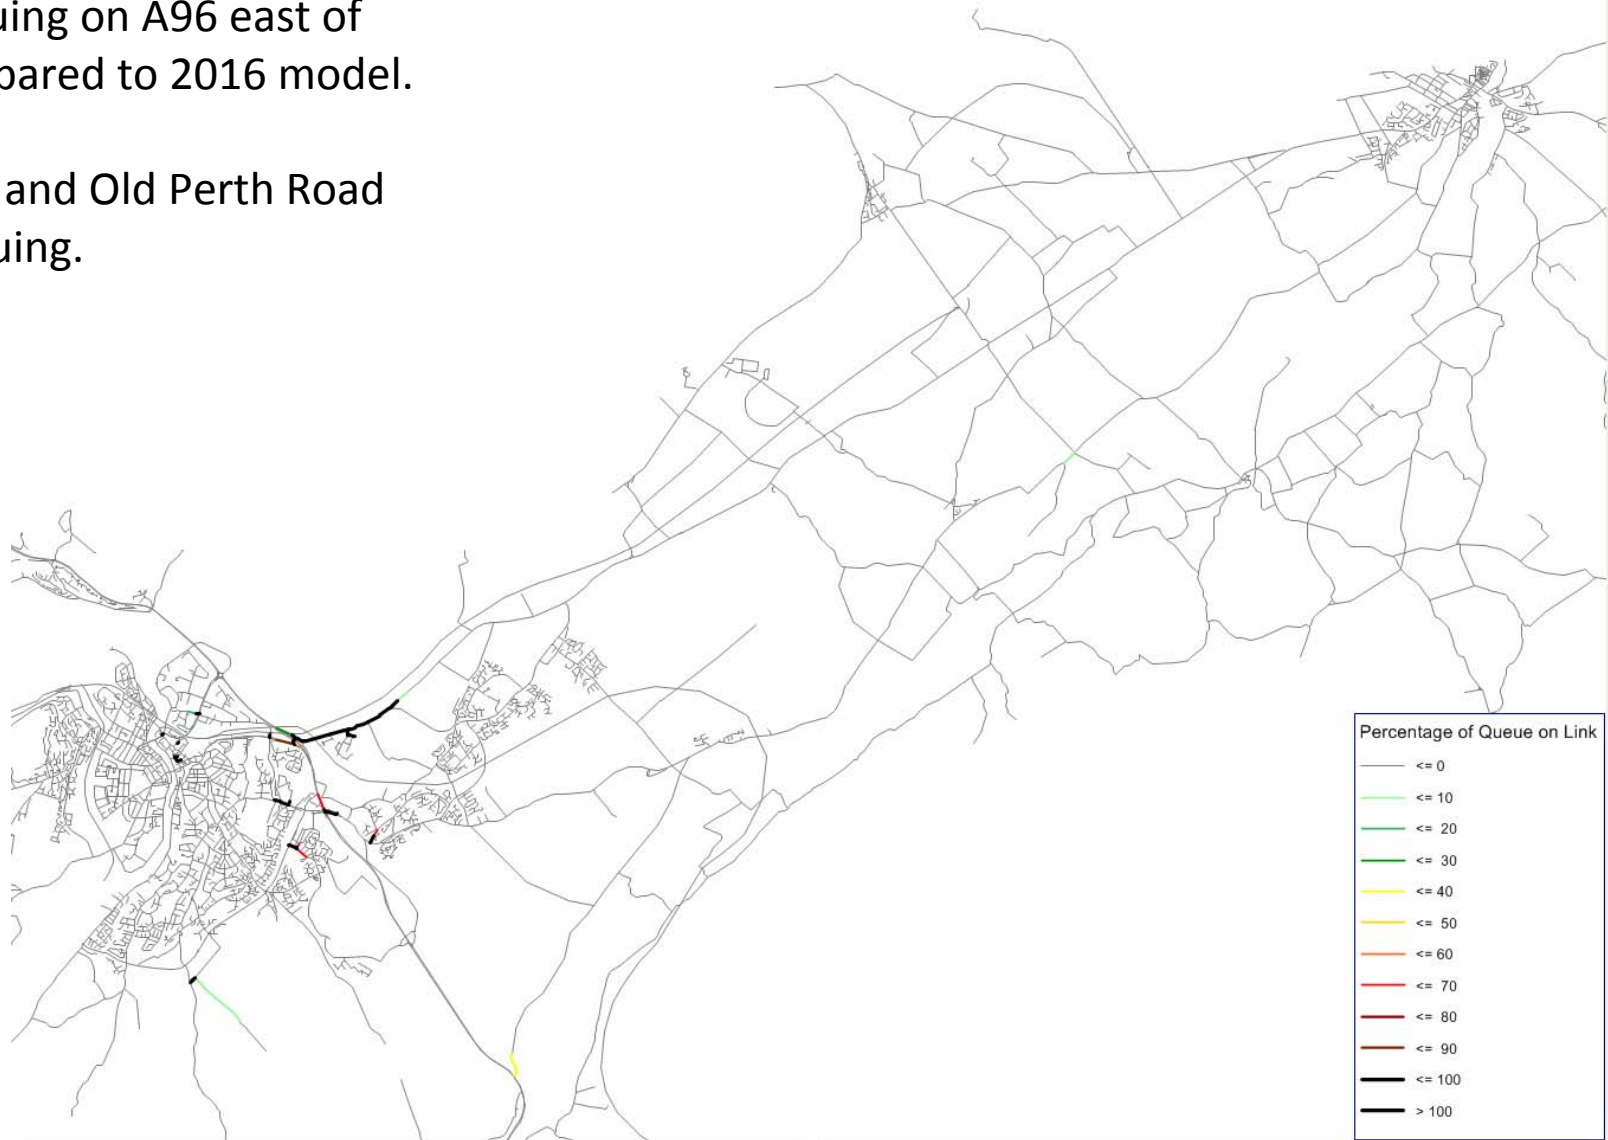 uing on A96 east of
pared to 2016 model.
and Old Perth Road
uing.
Percentage of Queue on Link
<= 0
<= 10
<= 20
<= 30
<= 40
<= 50
<= 60
<= 70
<= 80
<= 90
<= 100
> 100